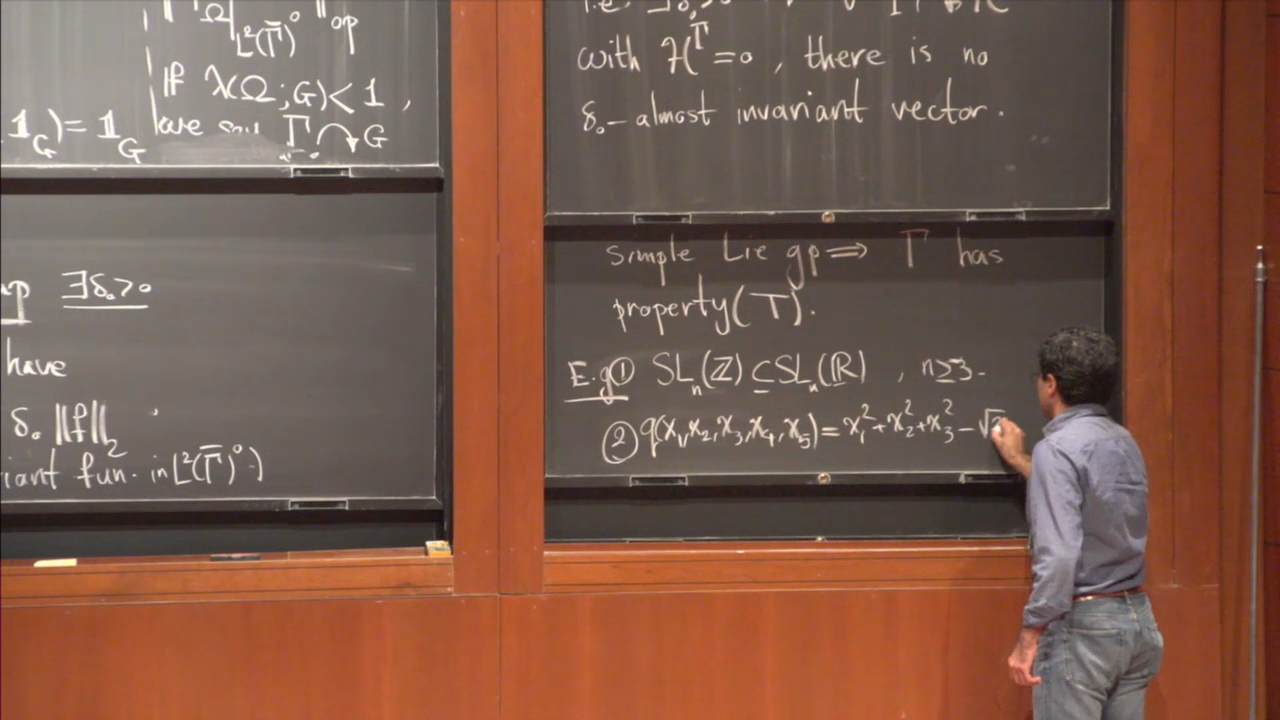 Ω|L²(Γ̄)° ‖op
If λ(Ω;G)<1,
1_G)=1_G we say Γ ↷ G
∃δ₀>0
have
δ₀‖f‖₂
fun. in L²(Γ̄)°)
with ℋ^Γ=0, there is no
δ₀-almost invariant vector.
Simple Lie gp ⟹ Γ has
property (T).
E.g ① SLₙ(ℤ) ⊆ SLₙ(ℝ), n≥3.
② q(x₁,x₂,x₃,x₄,x₅)=x₁²+x₂²+x₃²-√